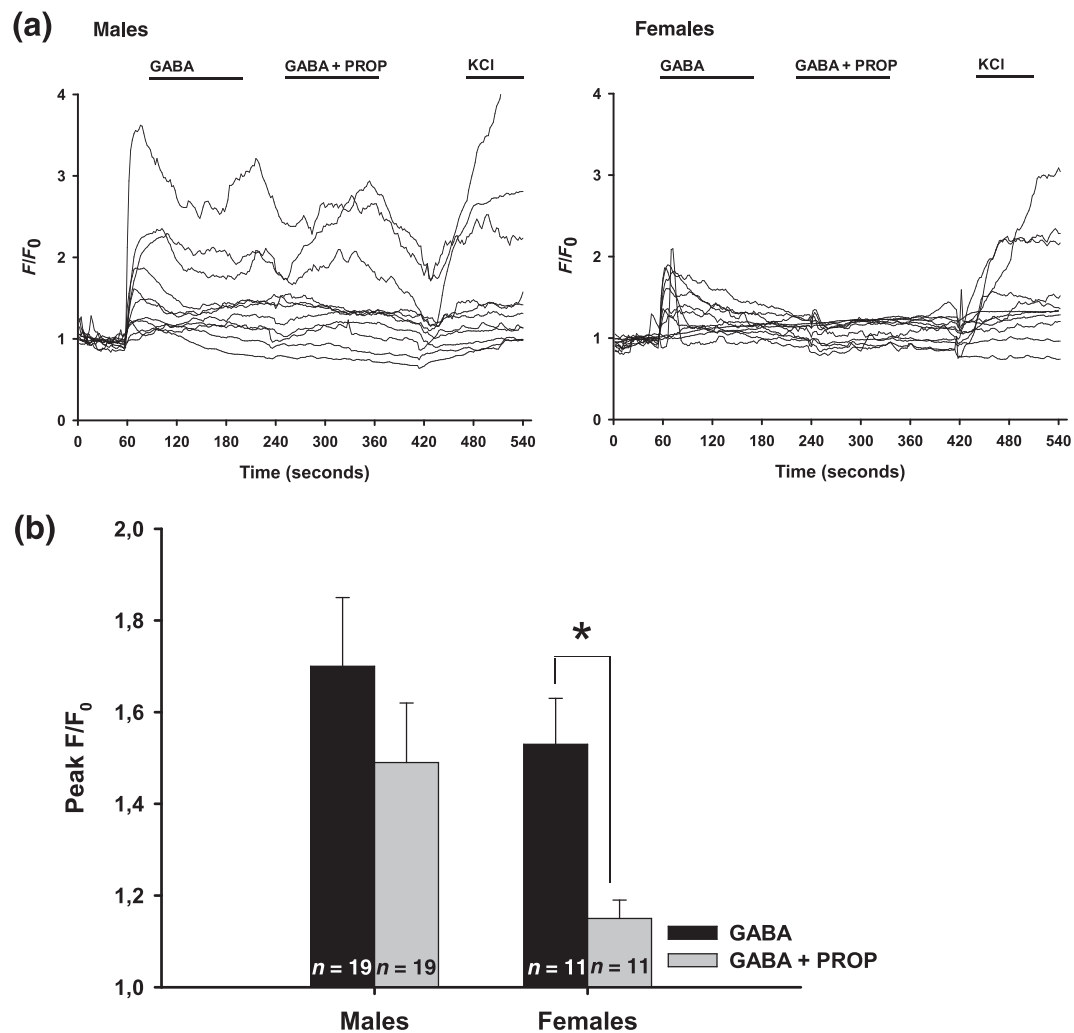 (a) Males Females
GABA GABA + PROP KCl GABA GABA + PROP KCl
4 4
3 3
F/F0 2 F/F0 2
1 1
0 0
0 60 120 180 240 300 360 420 480 540 0 60 120 180 240 300 360 420 480 540
Time (seconds) Time (seconds)
(b)
2,0
1,8
*
Peak F/F0
1,6
1,4
1,2
GABA
GABA + PROP
n = 19 n = 19 n = 11 n = 11
1,0
Males Females